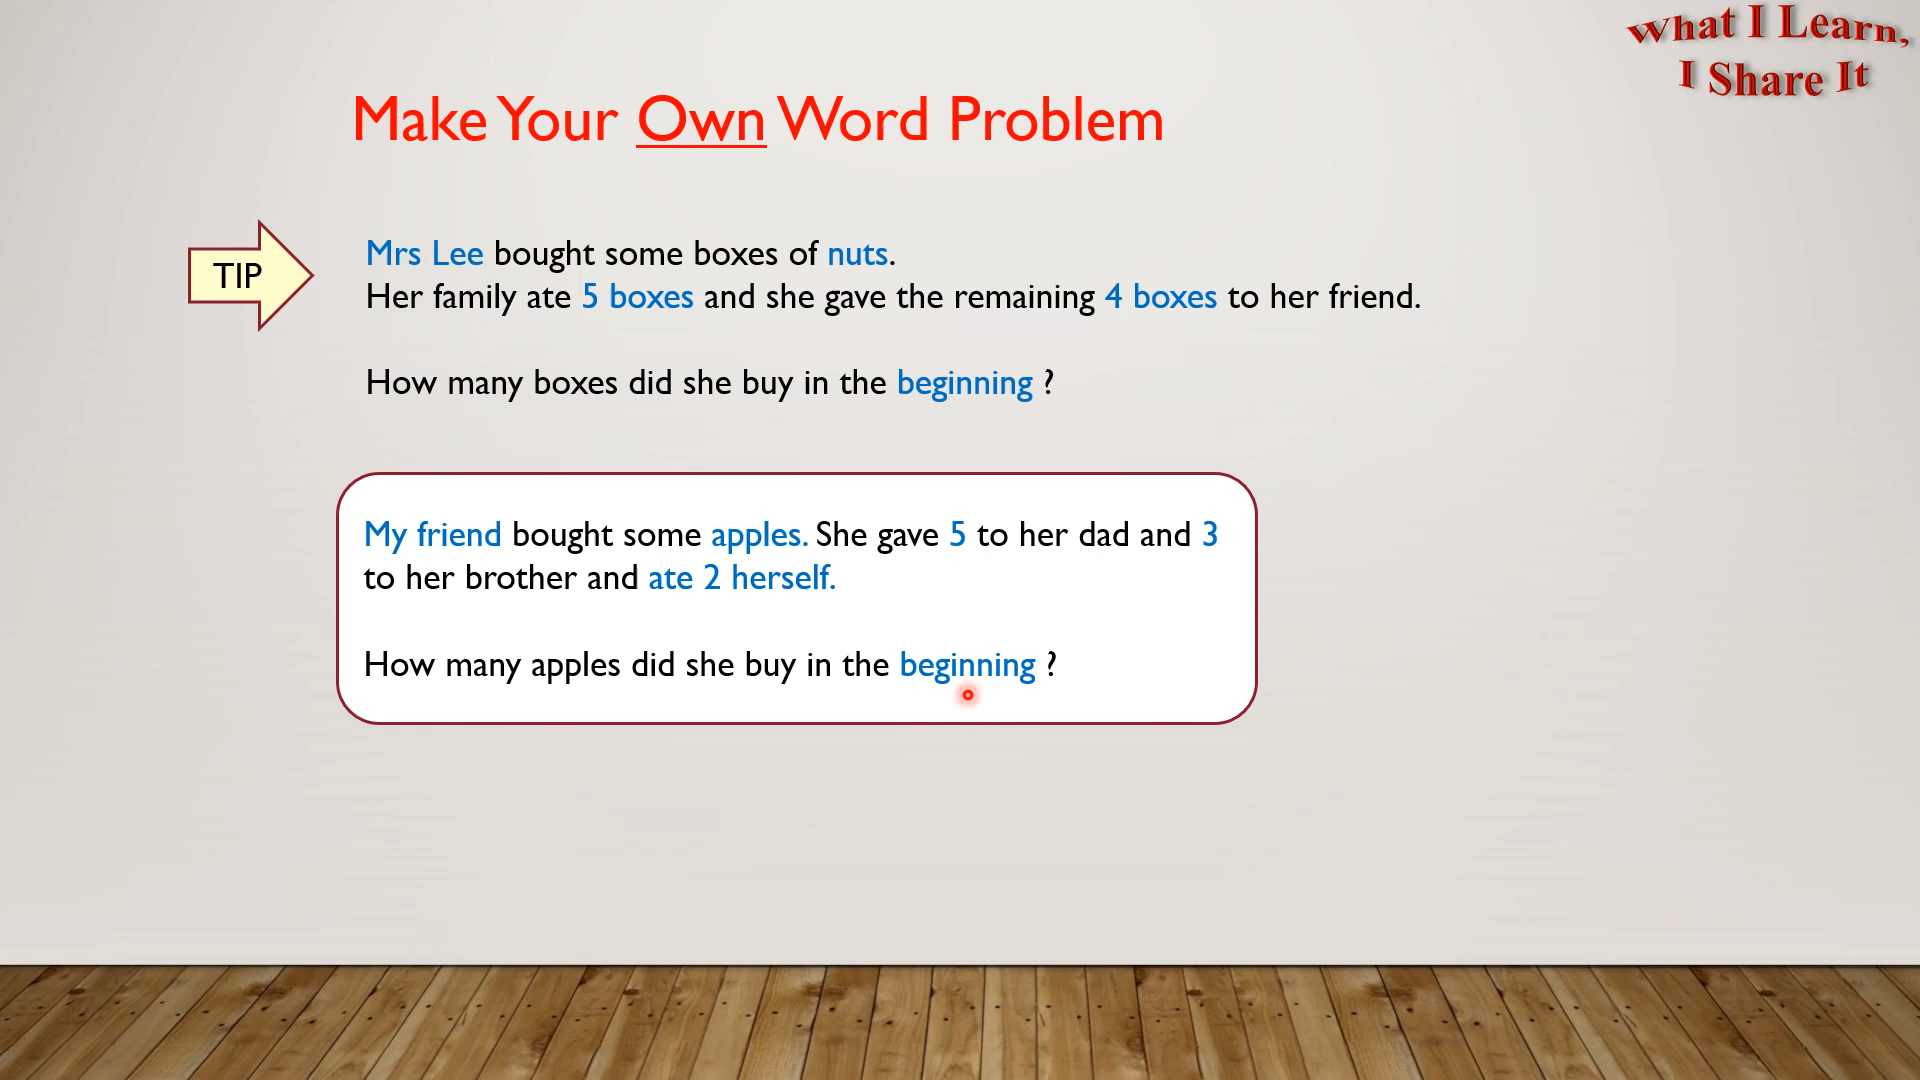 What I Learn,
I Share It
Make Your Own Word Problem
TIP
Mrs Lee bought some boxes of nuts.
Her family ate 5 boxes and she gave the remaining 4 boxes to her friend.
How many boxes did she buy in the beginning ?
My friend bought some apples. She gave 5 to her dad and 3
to her brother and ate 2 herself.
How many apples did she buy in the beginning ?